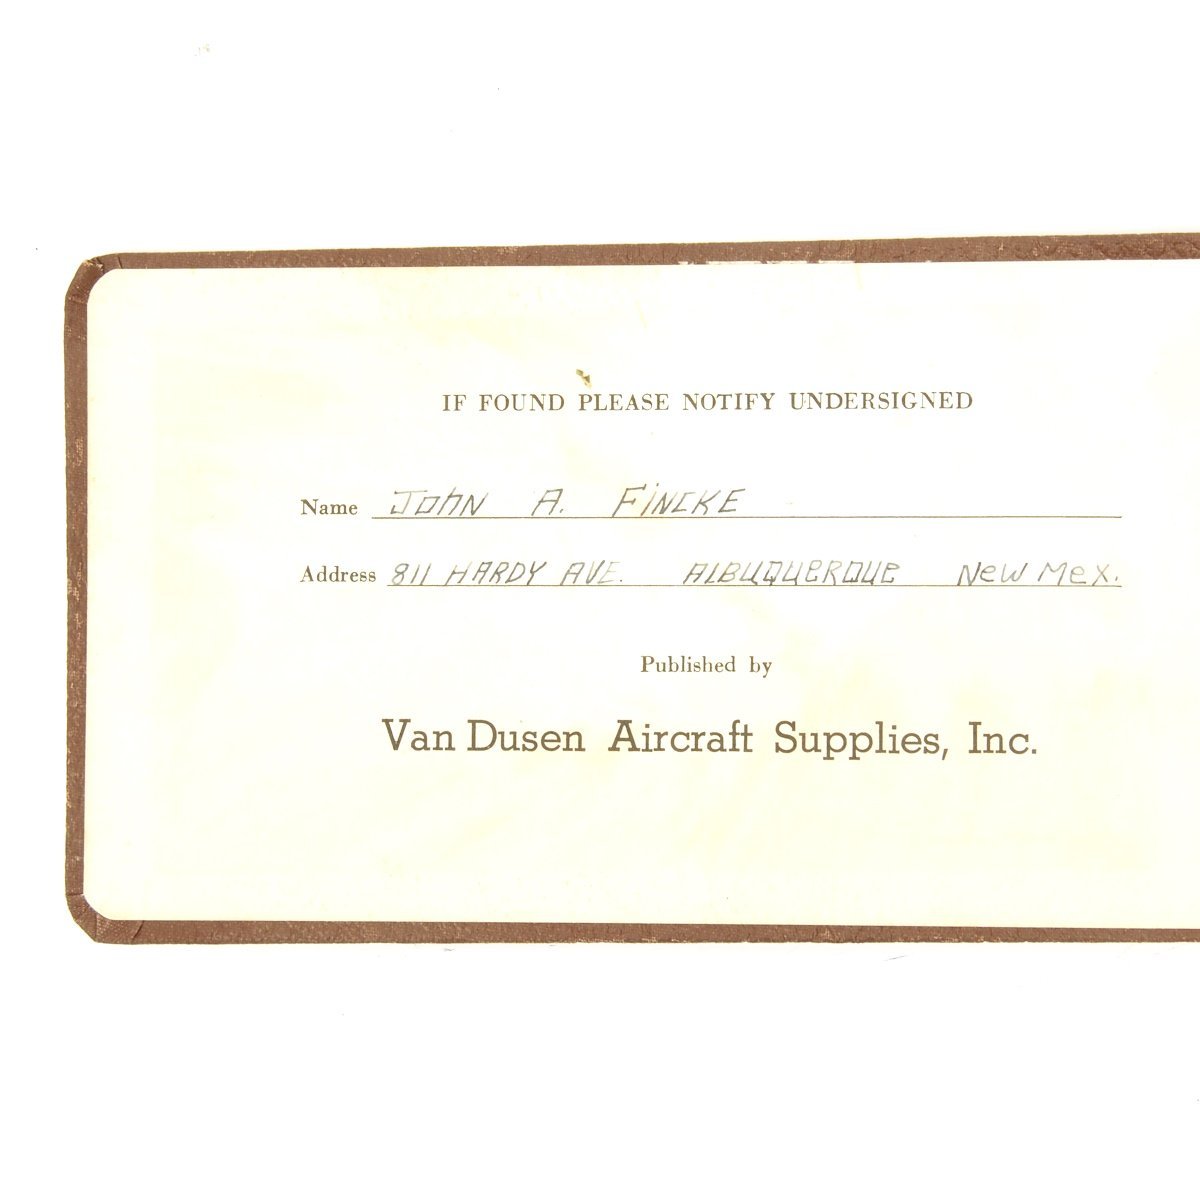 IF FOUND PLEASE NOTIFY UNDERSIGNED
Name JOHN A. FINCKE
Address 811 HARDY AVE. ALBUQUERQUE NEW MEX.
Published by
Van Dusen Aircraft Supplies, Inc.